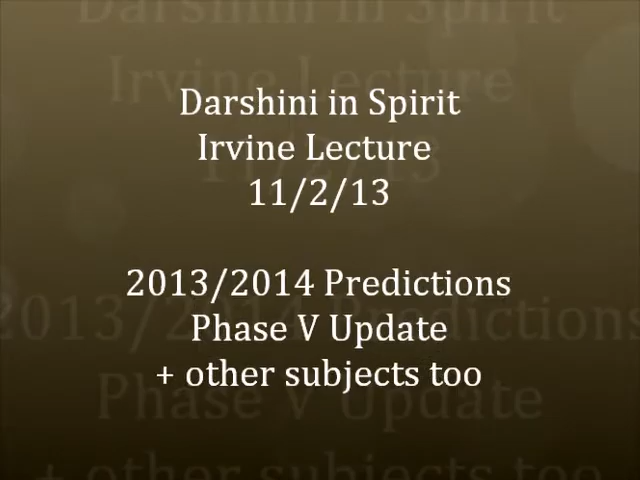 Darshini in Spirit
Irvine Lecture
11/2/13
2013/2014 Predictions
Phase V Update
+ other subjects too